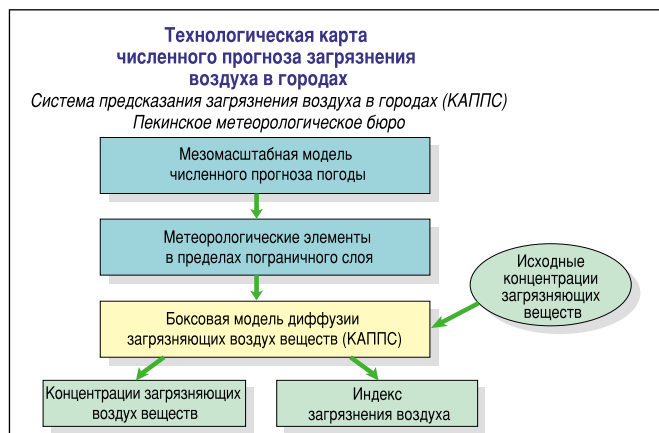 Технологическая карта
численного прогноза загрязнения
воздуха в городах
Система предсказания загрязнения воздуха в городах (КАППС)
Пекинское метеорологическое бюро
Мезомасштабная модель
численного прогноза погоды
Метеорологические элементы
в пределах пограничного слоя
Исходные
концентрации
загрязняющих
веществ
Боксовая модель диффузии
загрязняющих воздух веществ (КАППС)
Концентрации загрязняющих
воздух веществ
Индекс
загрязнения воздуха